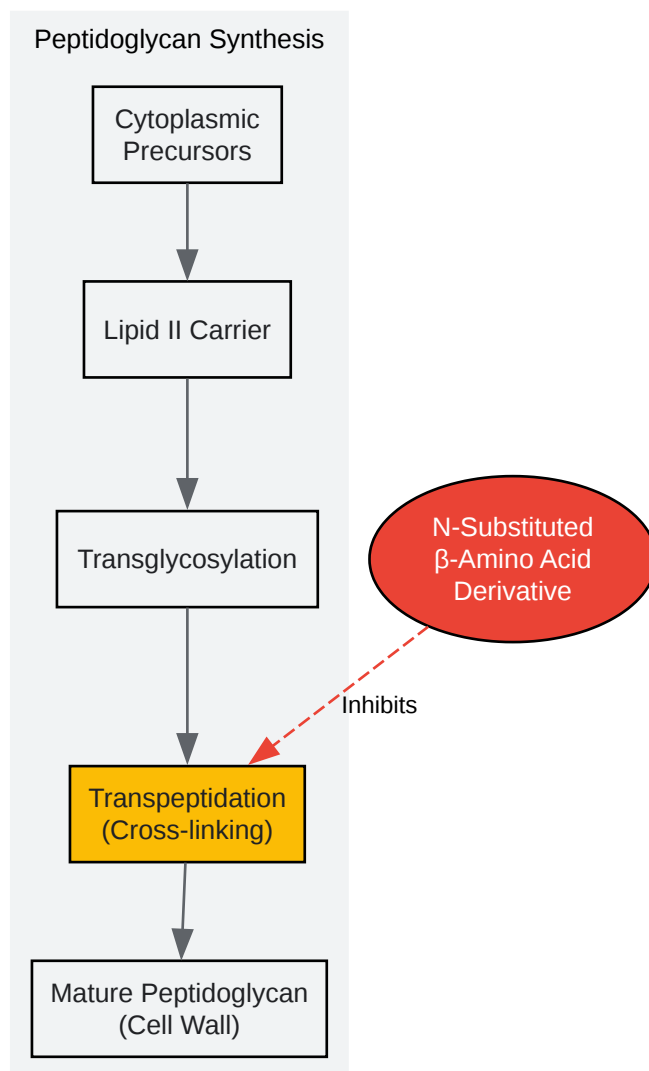 Peptidoglycan Synthesis
Cytoplasmic
Precursors
Lipid II Carrier
Transglycosylation
N-Substituted
β-Amino Acid
Derivative
Inhibits
Transpeptidation
(Cross-linking)
Mature Peptidoglycan
(Cell Wall)